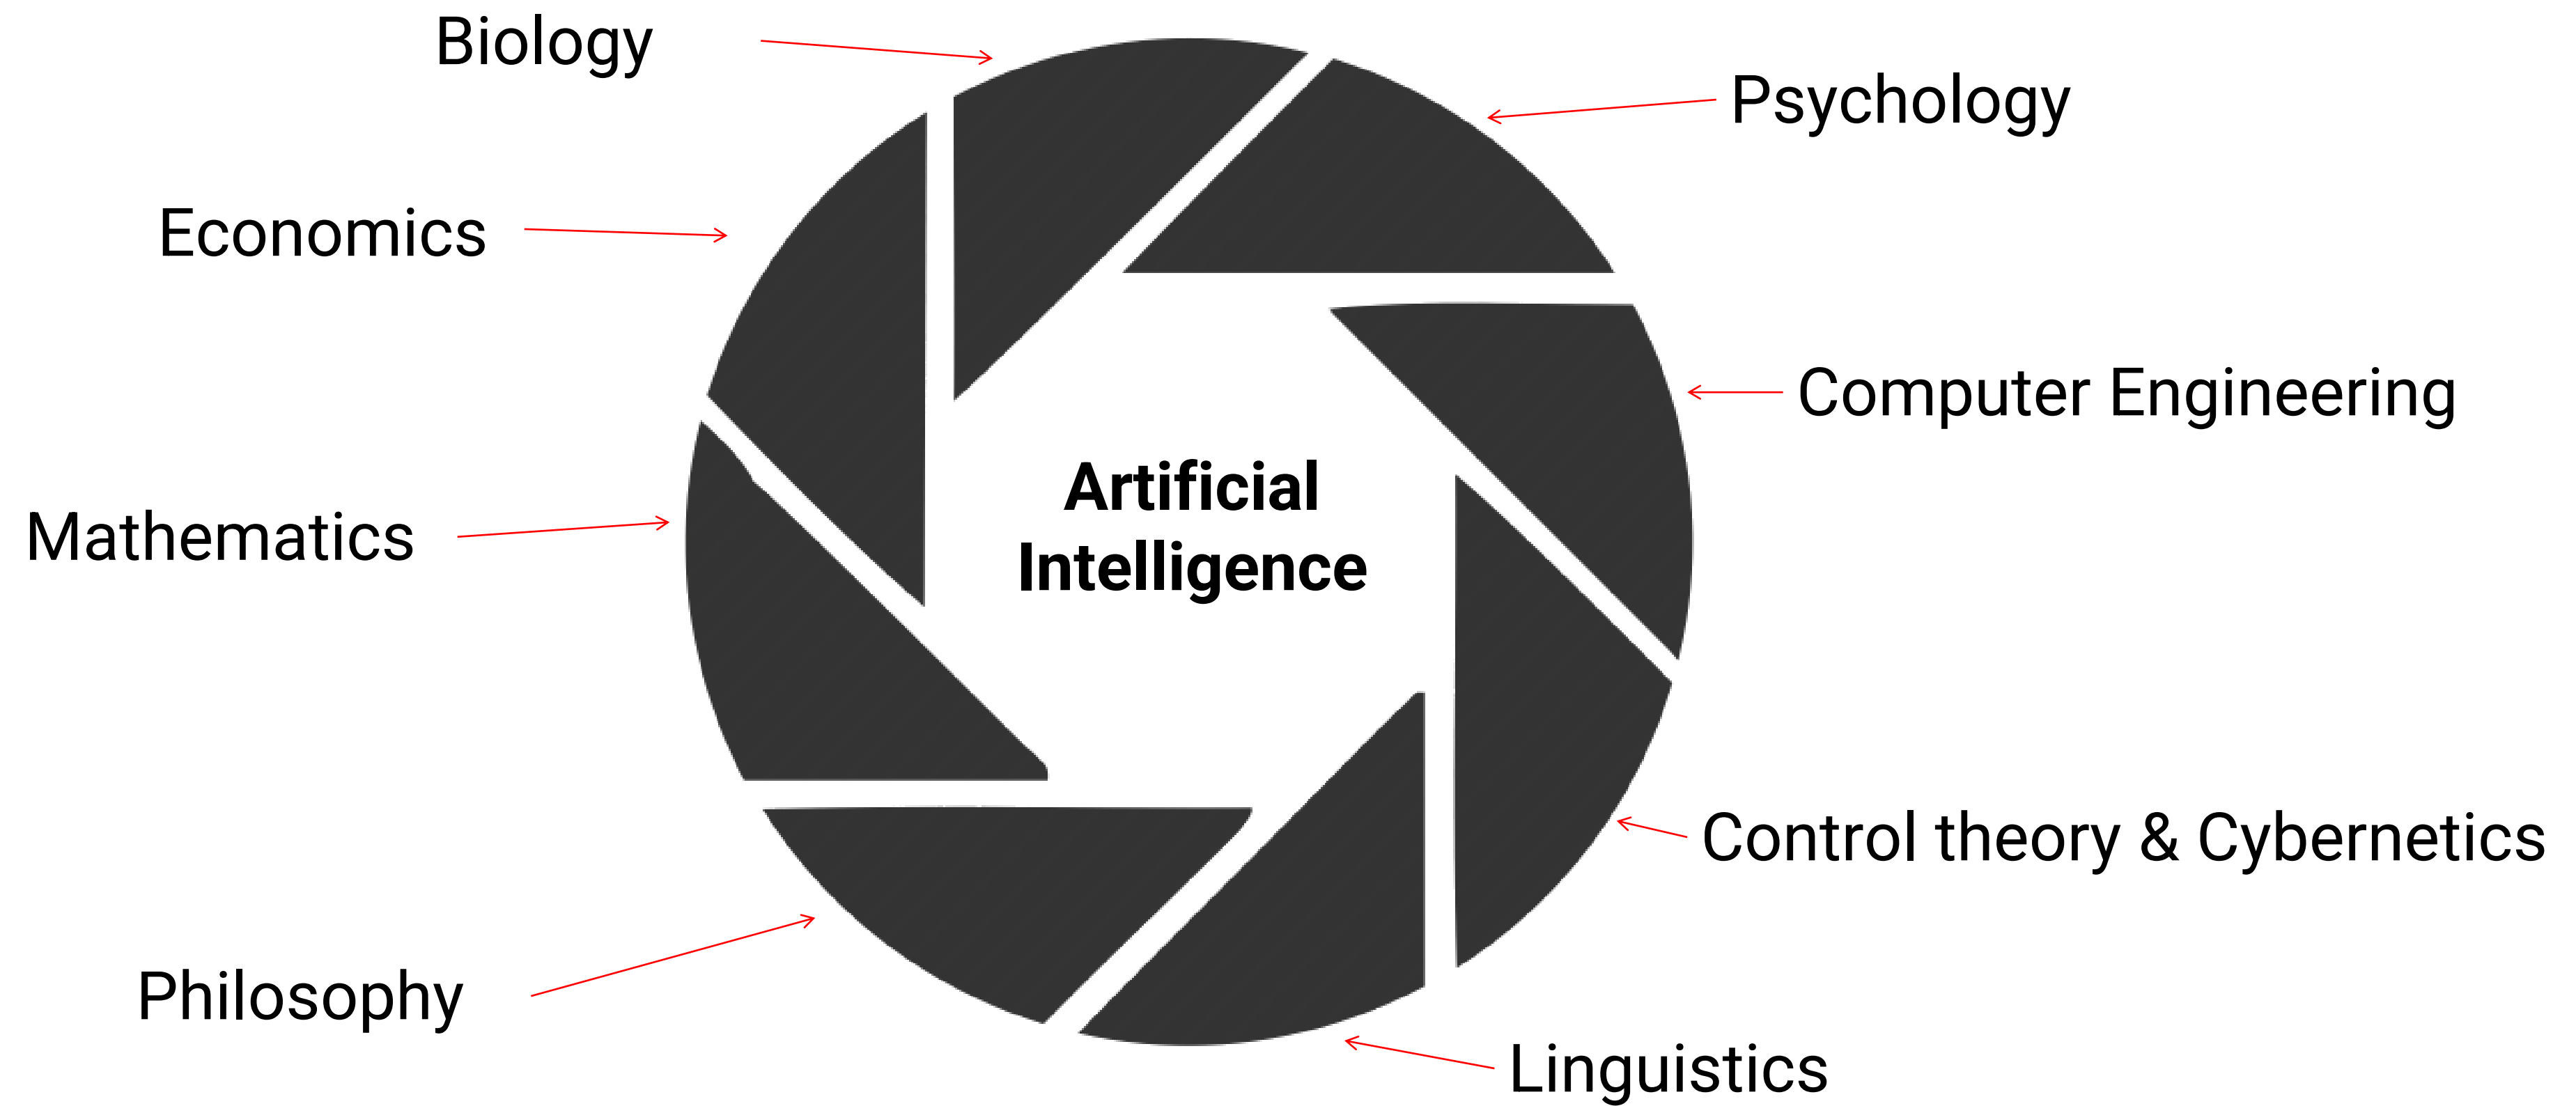 Biology
Psychology
Economics
Computer Engineering
Artificial
Intelligence
Mathematics
Control theory & Cybernetics
Philosophy
Linguistics